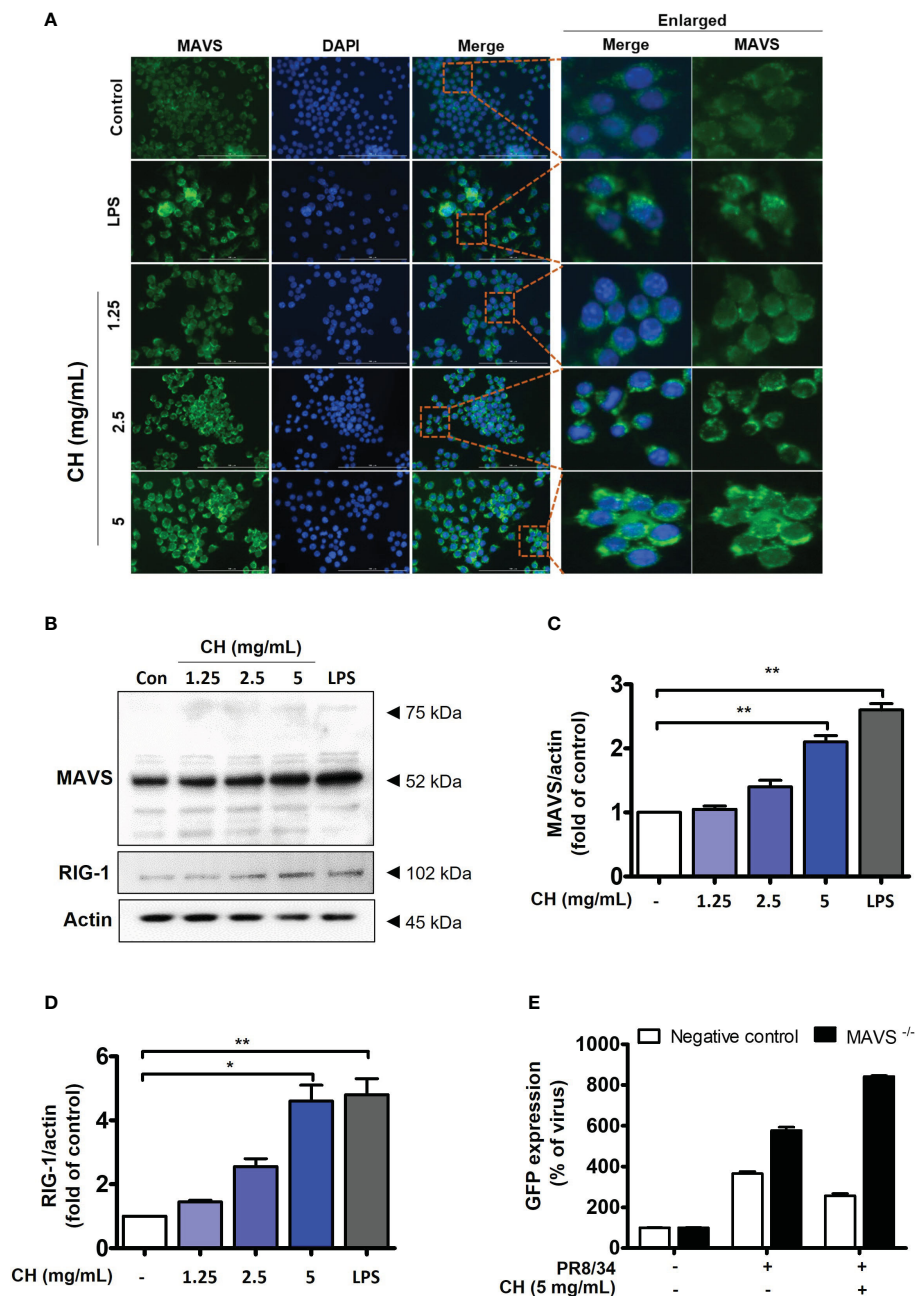 A
Enlarged
MAVS DAPI Merge Merge MAVS
Control
LPS
CH (mg/mL)
1.25
2.5
5
B
CH (mg/mL)
Con 1.25 2.5 5 LPS
75 kDa
MAVS 52 kDa
RIG-1 102 kDa
Actin 45 kDa
C
MAVS/actin
(fold of control)
3
2
1
0
**
**
CH (mg/mL) - 1.25 2.5 5 LPS
D
RIG-1/actin
(fold of control)
6
4
2
0
**
*
CH (mg/mL) - 1.25 2.5 5 LPS
E
Negative control MAVS -/-
GFP expression
(% of virus)
1000
800
600
400
200
0
PR8/34 - + +
CH (5 mg/mL) - - +